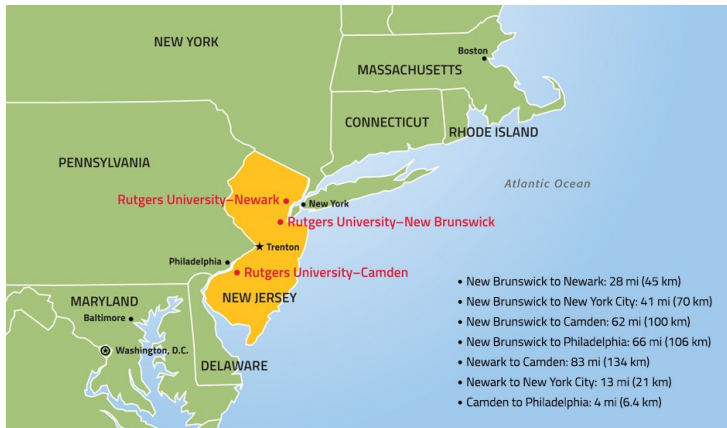 NEW YORK
Boston
MASSACHUSETTS
CONNECTICUT
RHODE ISLAND
PENNSYLVANIA
Atlantic Ocean
Rutgers University–Newark
New York
Rutgers University–New Brunswick
Trenton
Philadelphia
Rutgers University–Camden
NEW JERSEY
MARYLAND
Baltimore
Washington, D.C.
DELAWARE
• New Brunswick to Newark: 28 mi (45 km)
• New Brunswick to New York City: 41 mi (70 km)
• New Brunswick to Camden: 62 mi (100 km)
• New Brunswick to Philadelphia: 66 mi (106 km)
• Newark to Camden: 83 mi (134 km)
• Newark to New York City: 13 mi (21 km)
• Camden to Philadelphia: 4 mi (6.4 km)